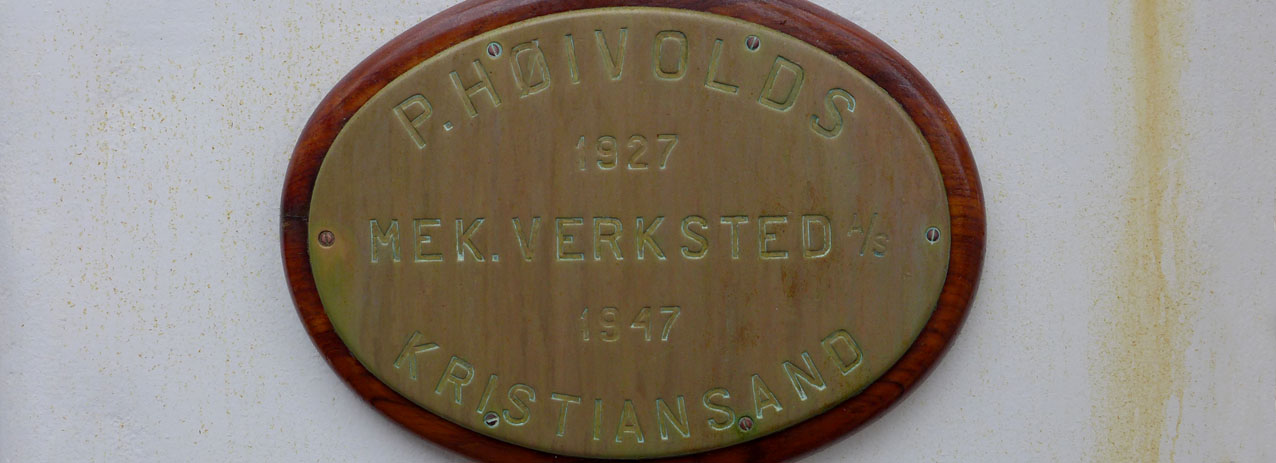 P. HØIVOLDS
1927
MEK. VERKSTED A/S
1947
KRISTIANSAND